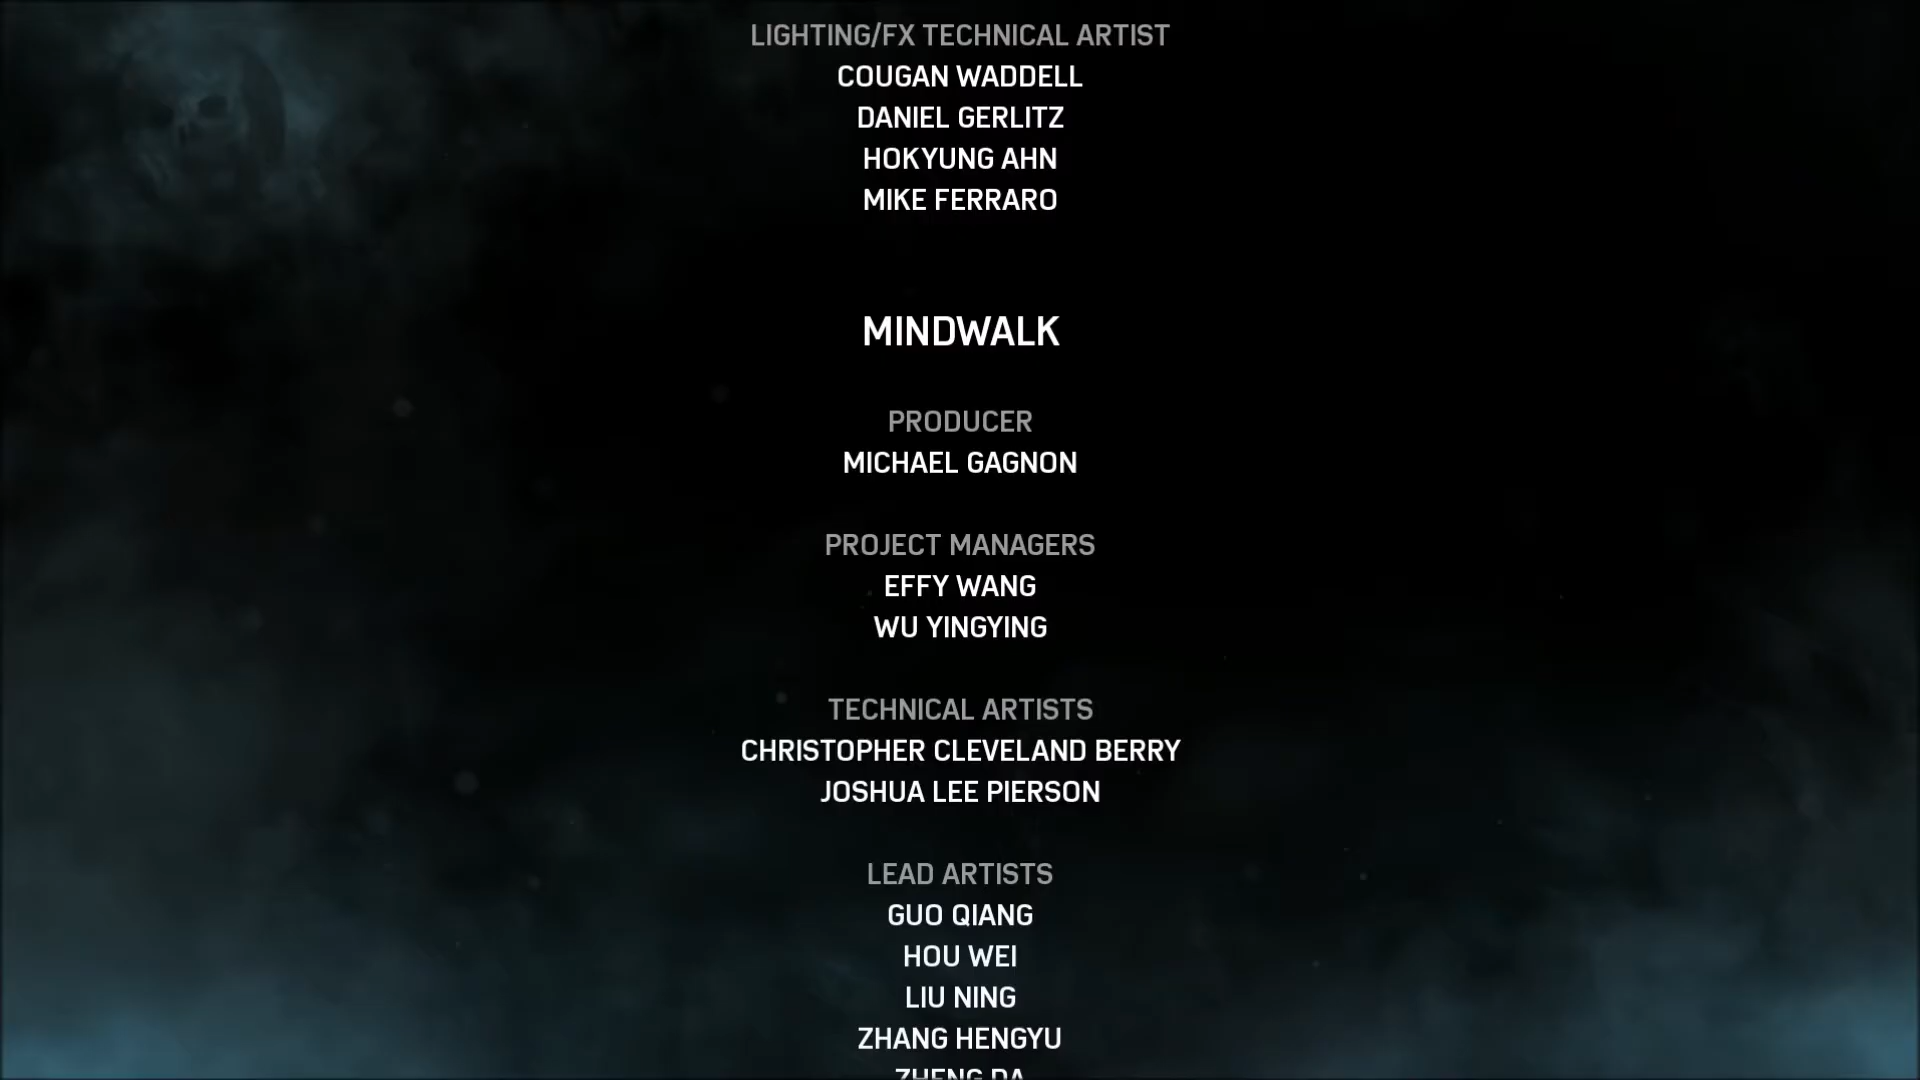 LIGHTING/FX TECHNICAL ARTIST
COUGAN WADDELL
DANIEL GERLITZ
HOKYUNG AHN
MIKE FERRARO
MINDWALK
PRODUCER
MICHAEL GAGNON
PROJECT MANAGERS
EFFY WANG
WU YINGYING
TECHNICAL ARTISTS
CHRISTOPHER CLEVELAND BERRY
JOSHUA LEE PIERSON
LEAD ARTISTS
GUO QIANG
HOU WEI
LIU NING
ZHANG HENGYU
ZHENG DA